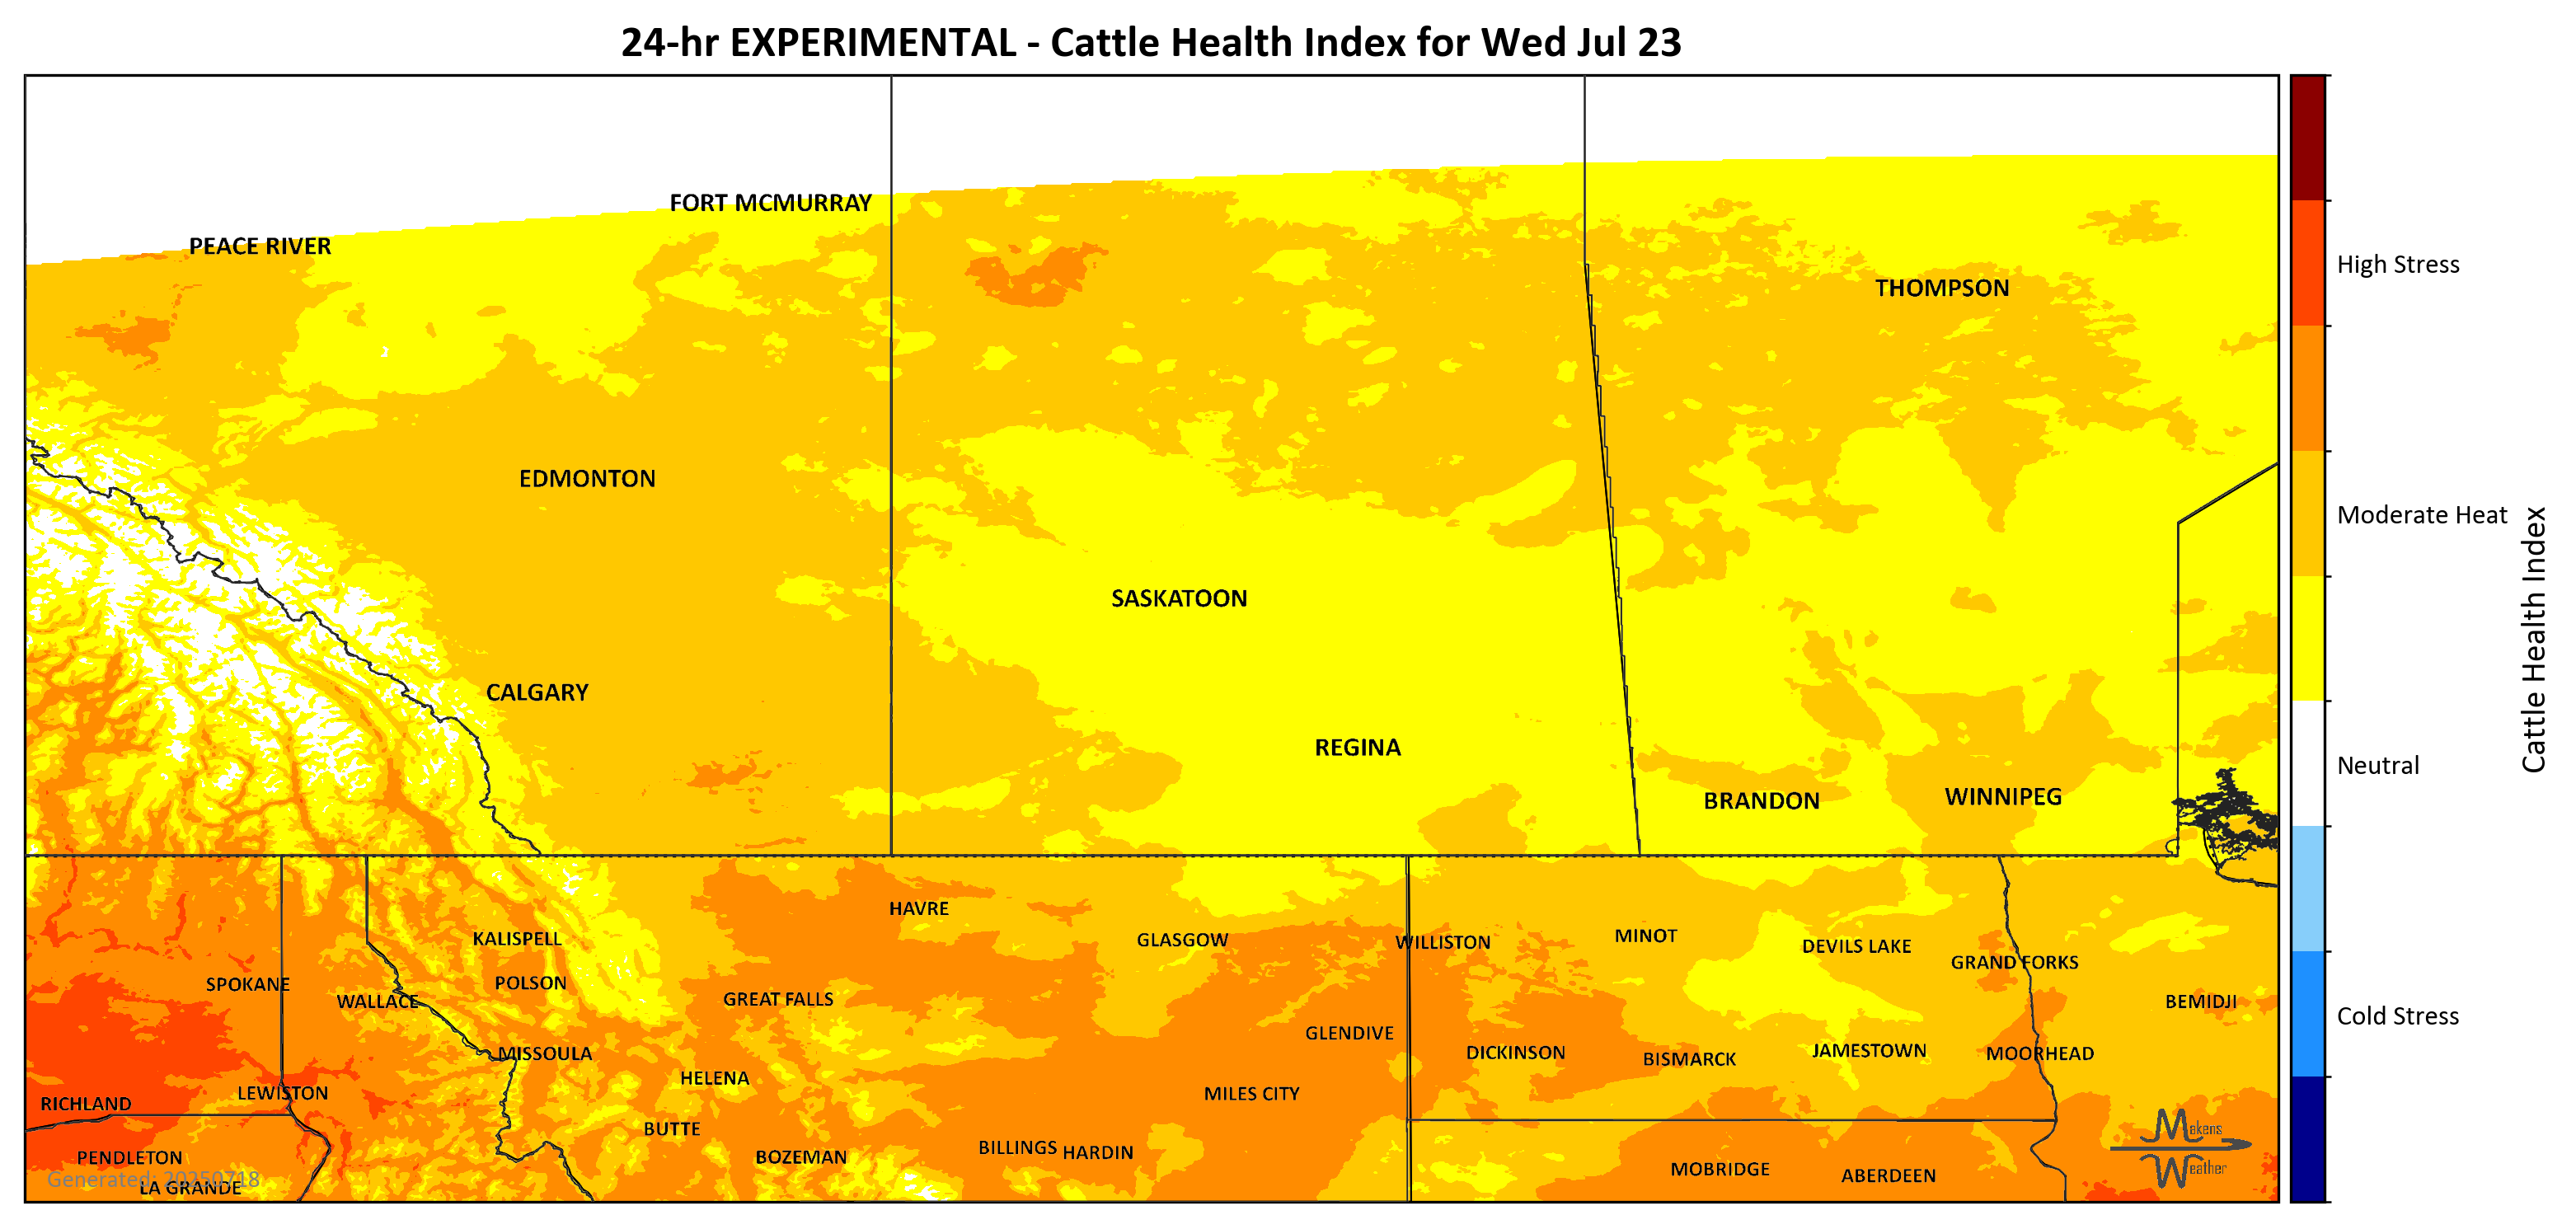 24-hr EXPERIMENTAL - Cattle Health Index for Wed Jul 23
FORT MCMURRAY
PEACE RIVER
High Stress
THOMPSON
EDMONTON
Moderate Heat
SASKATOON
Cattle Health Index
CALGARY
REGINA
Neutral
BRANDON
WINNIPEG
HAVRE
KALISPELL
GLASGOW
WILLISTON
MINOT
DEVILS LAKE
GRAND FORKS
SPOKANE
POLSON
WALLACE
GREAT FALLS
BEMIDJI
Cold Stress
GLENDIVE
MISSOULA
DICKINSON
BISMARCK
JAMESTOWN
MOORHEAD
HELENA
LEWISTON
MILES CITY
RICHLAND
BUTTE
Makens
Weather
PENDLETON
BOZEMAN
BILLINGS
HARDIN
MOBRIDGE
ABERDEEN
Generated: 20250718
LA GRANDE